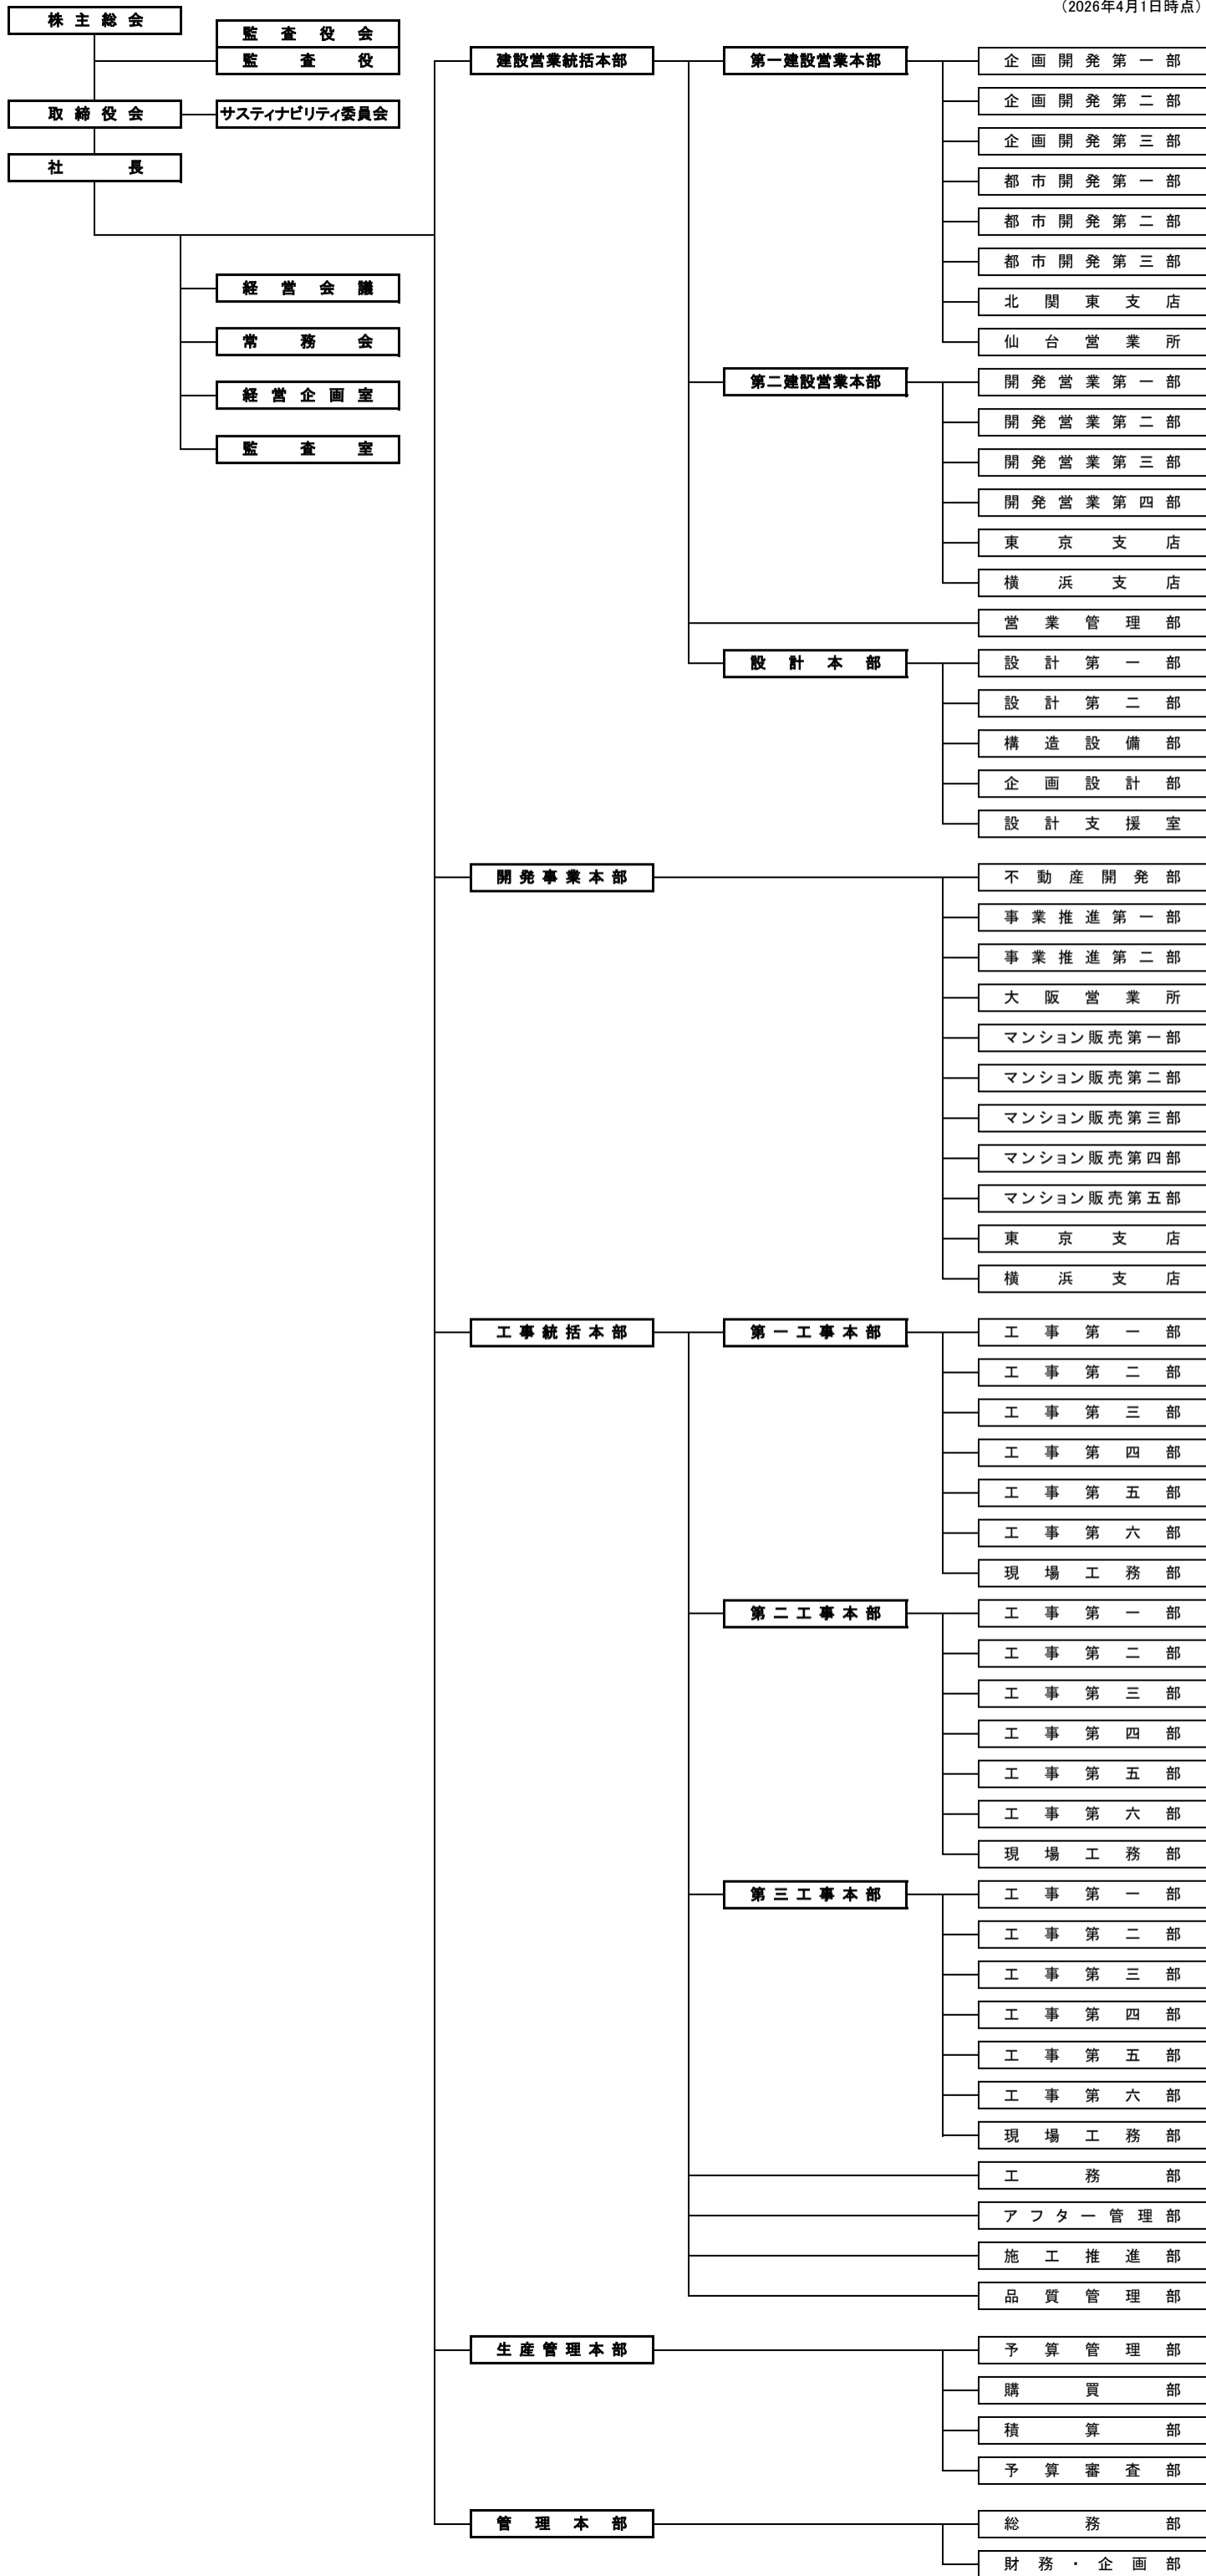 （2026年4月1日時点）
株主総会
監査役会
監査役
取締役会
サスティナビリティ委員会
社長
経営会議
常務会
経営企画室
監査室
建設営業統括本部
第一建設営業本部
企画開発第一部
企画開発第二部
企画開発第三部
都市開発第一部
都市開発第二部
都市開発第三部
北関東支店
仙台営業所
第二建設営業本部
開発営業第一部
開発営業第二部
開発営業第三部
開発営業第四部
東京支店
横浜支店
営業管理部
設計本部
設計第一部
設計第二部
構造設備部
企画設計部
設計支援室
開発事業本部
不動産開発部
事業推進第一部
事業推進第二部
大阪営業所
マンション販売第一部
マンション販売第二部
マンション販売第三部
マンション販売第四部
マンション販売第五部
東京支店
横浜支店
工事統括本部
第一工事本部
工事第一部
工事第二部
工事第三部
工事第四部
工事第五部
工事第六部
現場工務部
第二工事本部
工事第一部
工事第二部
工事第三部
工事第四部
工事第五部
工事第六部
現場工務部
第三工事本部
工事第一部
工事第二部
工事第三部
工事第四部
工事第五部
工事第六部
現場工務部
工務部
アフター管理部
施工推進部
品質管理部
生産管理本部
予算管理部
購買部
積算部
予算審査部
管理本部
総務部
財務・企画部